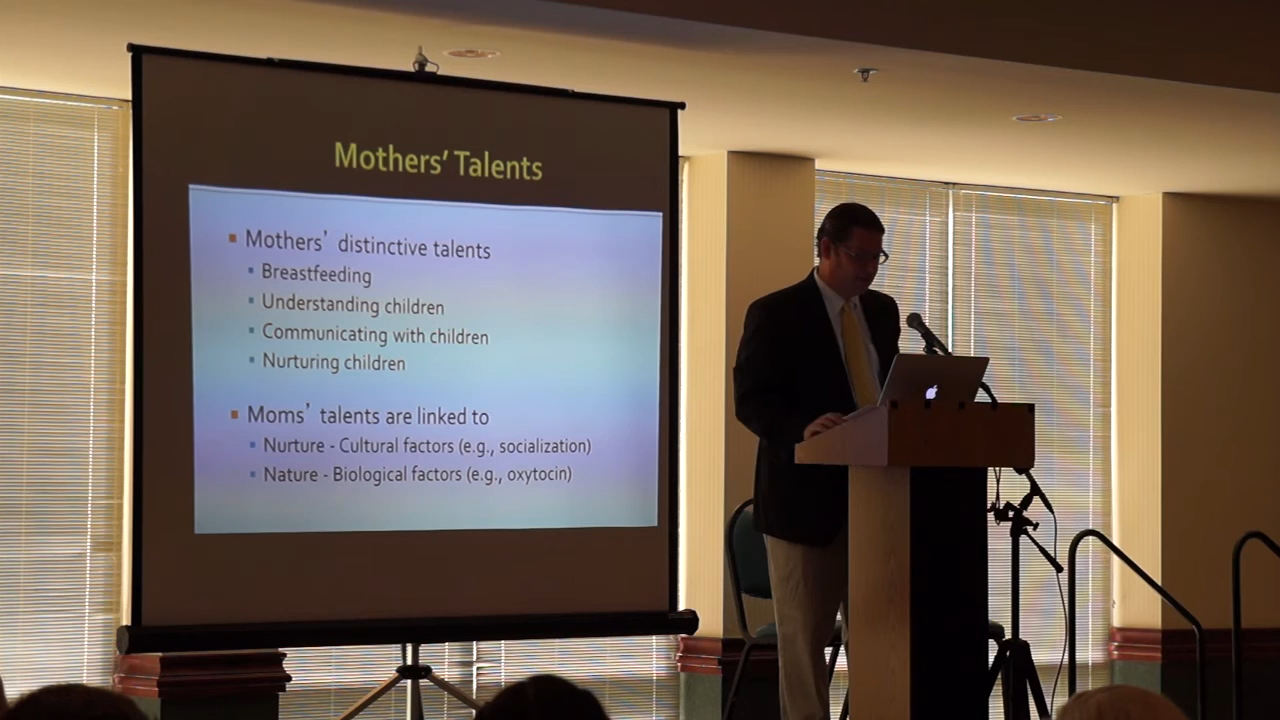 Mothers' Talents
Mothers' distinctive talents
Breastfeeding
Understanding children
Communicating with children
Nurturing children
Moms' talents are linked to
Nurture - Cultural factors (e.g., socialization)
Nature - Biological factors (e.g., oxytocin)